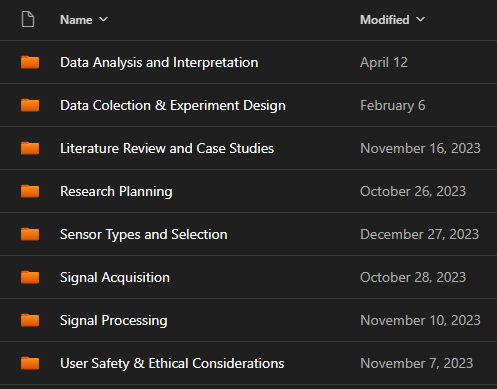 Name Modified
Data Analysis and Interpretation April 12
Data Colection & Experiment Design February 6
Literature Review and Case Studies November 16, 2023
Research Planning October 26, 2023
Sensor Types and Selection December 27, 2023
Signal Acquisition October 28, 2023
Signal Processing November 10, 2023
User Safety & Ethical Considerations November 7, 2023